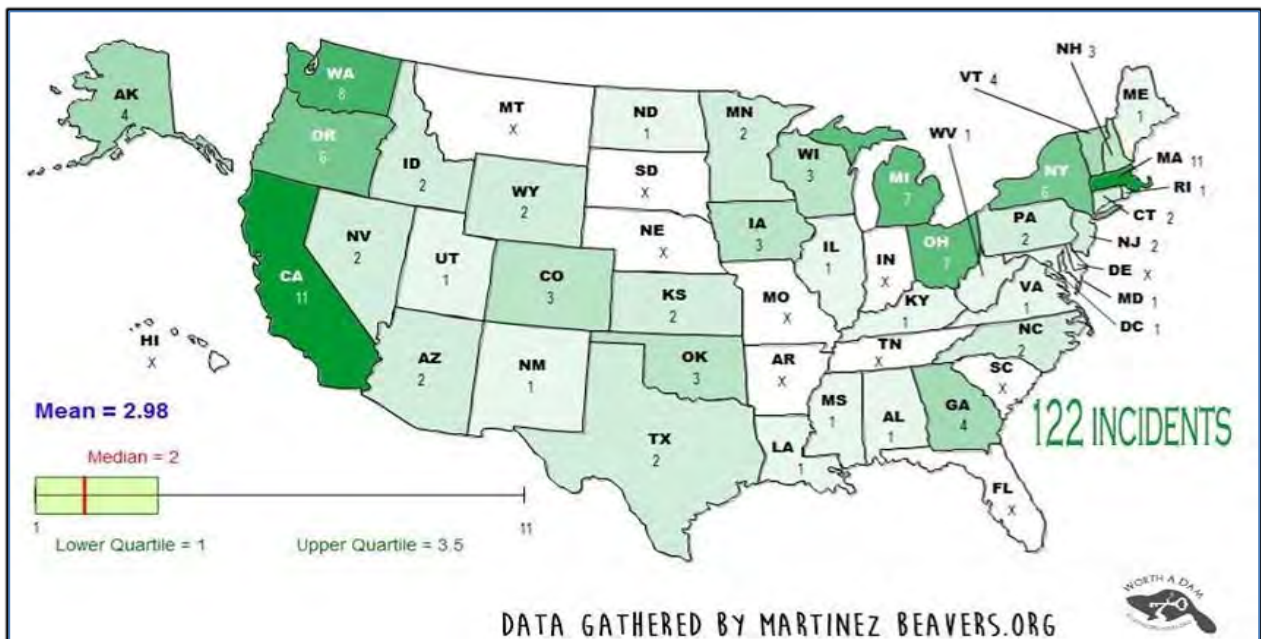 NH 3
VT 4
WA
8
AK
4
ME
1
MT
X
ND
1
MN
2
WV 1
OR
6
ID
2
WI
3
MI
7
NY
6
MA 11
SD
X
RI 1
WY
2
CT 2
PA
2
NJ 2
NE
X
IA
3
NV
2
IL
1
IN
X
OH
7
DE X
UT
1
CA
11
CO
3
KS
2
MO
X
KY
1
VA
1
MD 1
DC 1
HI
X
NC
2
TN
X
AZ
2
NM
1
OK
3
AR
X
SC
X
MS
1
AL
1
GA
4
Mean = 2.98
122 INCIDENTS
TX
2
LA
1
Median = 2
FL
X
1
11
Lower Quartile = 1
Upper Quartile = 3.5
WORTH A DAM
DATA GATHERED BY MARTINEZ BEAVERS.ORG